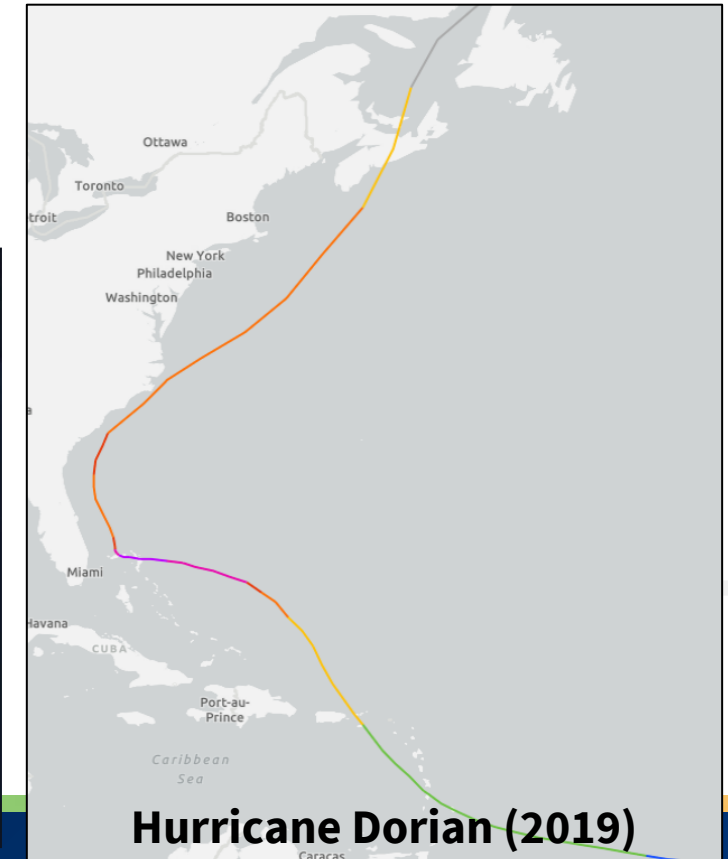 Ottawa
Toronto
troit
Boston
New York
Philadelphia
Washington
a
Miami
Havana
CUBA
Port-au-
Prince
Caribbean
Sea
Hurricane Dorian (2019)
Caracas